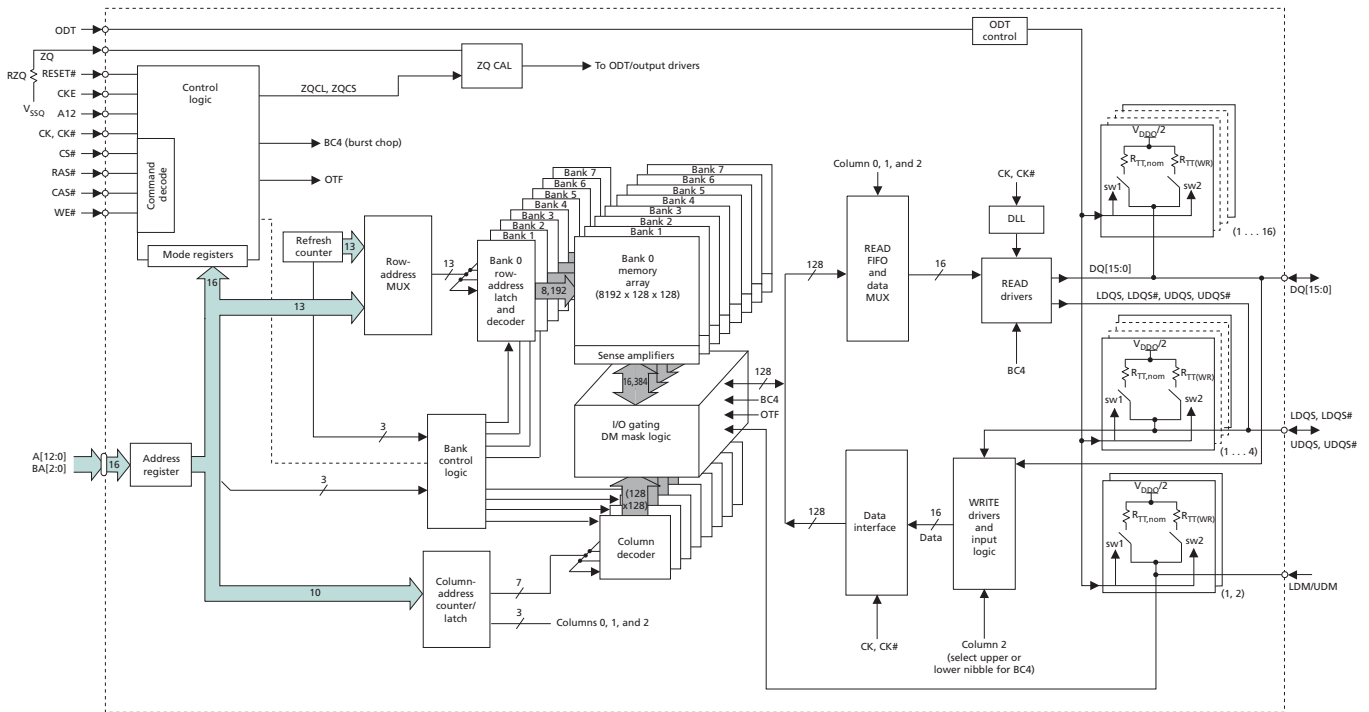 ODT
ODT
control
ZQ
RZQ
VSSQ
RESET#
CKE
A12
CK, CK#
CS#
RAS#
CAS#
WE#
Control
logic
Command
decode
Mode registers
ZQ CAL
To ODT/output drivers
ZQCL, ZQCS
BC4 (burst chop)
OTF
Refresh
counter
13
16
13
Row-
address
MUX
13
Bank 7
Bank 6
Bank 5
Bank 4
Bank 3
Bank 2
Bank 1
Bank 0
row-
address
latch
and
decoder
8,192
Bank 7
Bank 6
Bank 5
Bank 4
Bank 3
Bank 2
Bank 1
Bank 0
memory
array
(8192 x 128 x 128)
Sense amplifiers
16,384
I/O gating
DM mask logic
128
BC4
OTF
(128
x128)
Column
decoder
3
3
Bank
control
logic
A[12:0]
BA[2:0]
16
Address
register
10
Column-
address
counter/
latch
7
3
Columns 0, 1, and 2
Column 0, 1, and 2
128
READ
FIFO
and
data
MUX
16
CK, CK#
DLL
READ
drivers
BC4
DQ[15:0]
LDQS, LDQS#, UDQS, UDQS#
128
Data
interface
16
Data
WRITE
drivers
and
input
logic
CK, CK#
Column 2
(select upper or
lower nibble for BC4)
VDDQ/2
RTT,nom
RTT(WR)
sw1
sw2
(1 . . . 16)
DQ[15:0]
VDDQ/2
RTT,nom
RTT(WR)
sw1
sw2
(1 . . . 4)
LDQS, LDQS#
UDQS, UDQS#
VDDQ/2
RTT,nom
RTT(WR)
sw1
sw2
(1, 2)
LDM/UDM